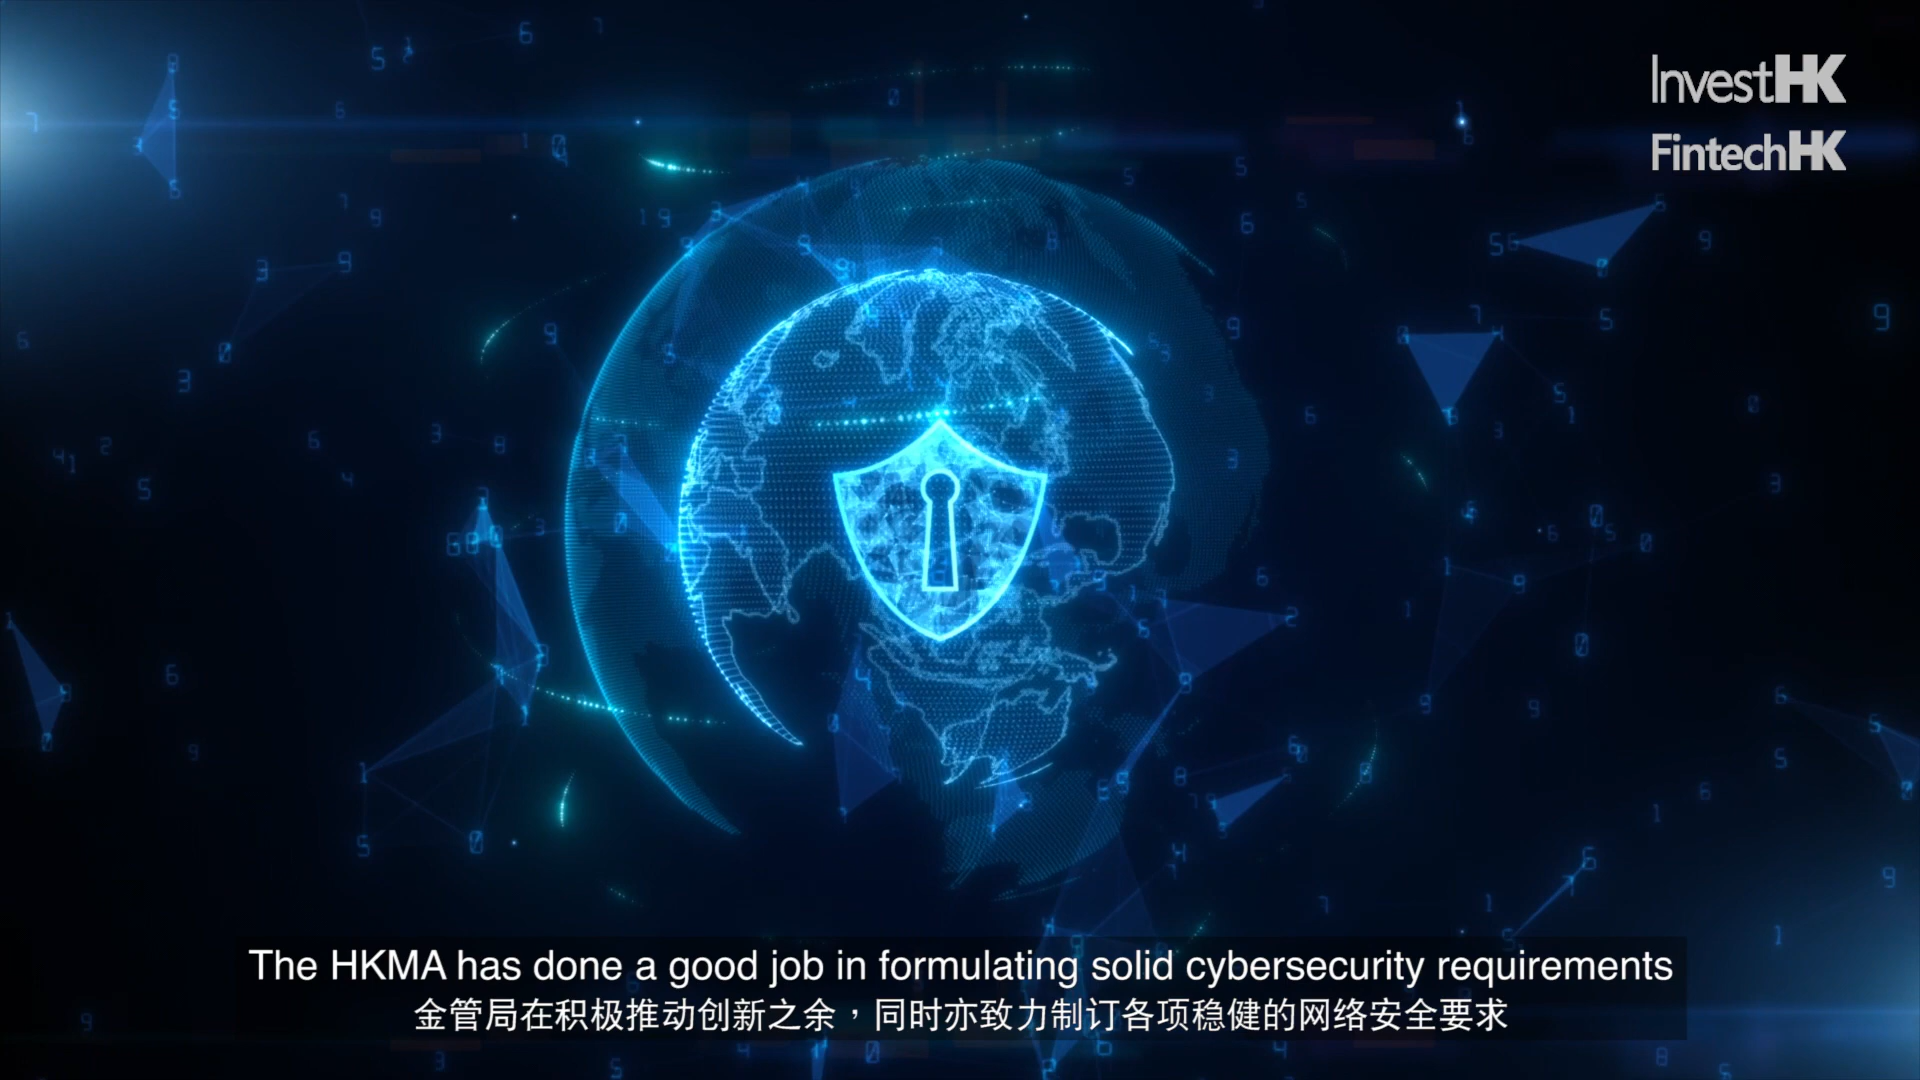 InvestHK
FintechHK
The HKMA has done a good job in formulating solid cybersecurity requirements
金管局在积极推动创新之余，同时亦致力制订各项稳健的网络安全要求